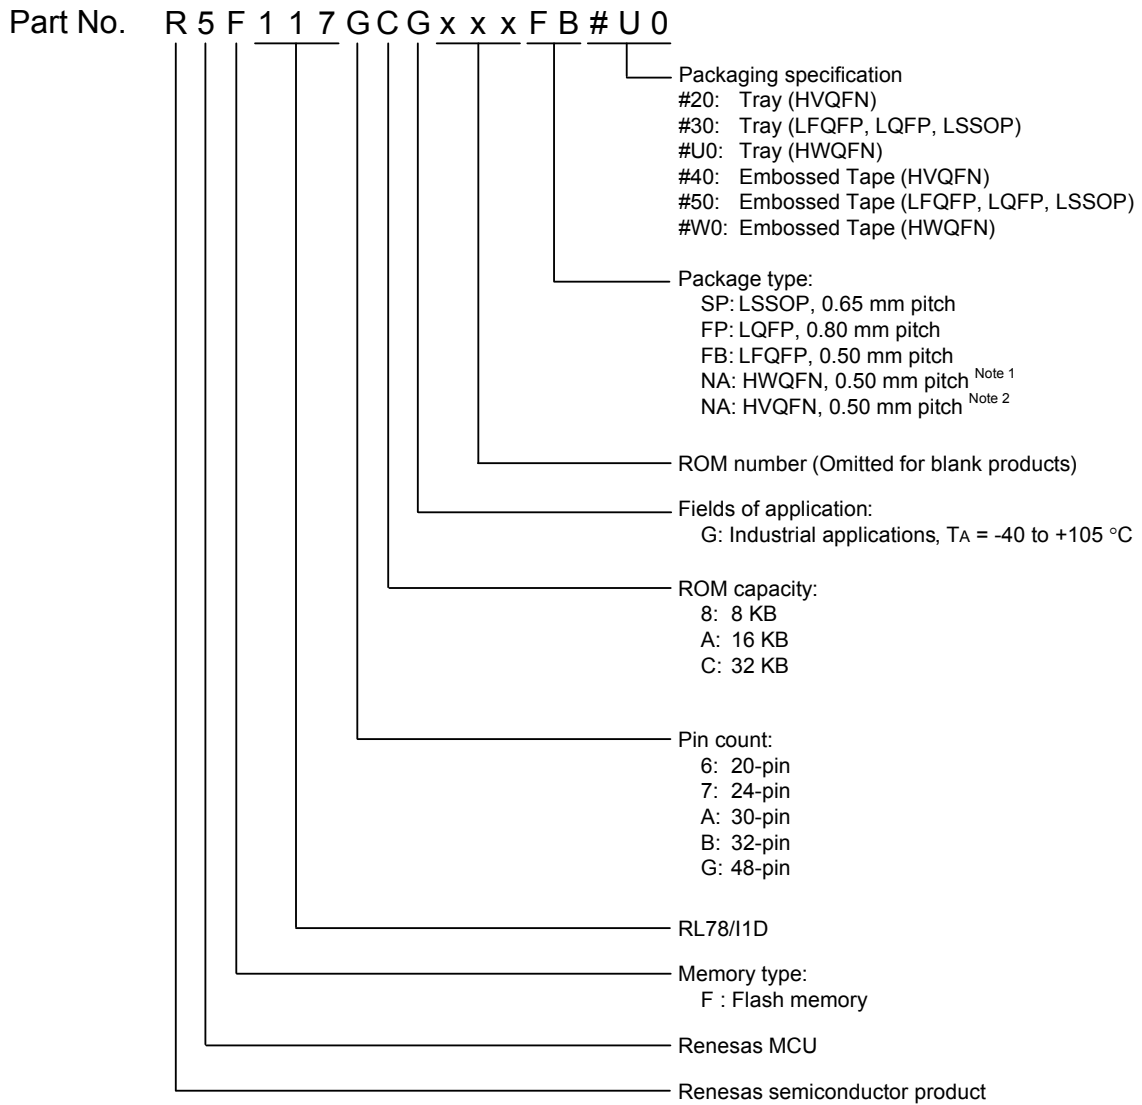 Part No. R 5 F 1 1 7 G C G x x x F B # U 0
Packaging specification
#20: Tray (HVQFN)
#30: Tray (LFQFP, LQFP, LSSOP)
#U0: Tray (HWQFN)
#40: Embossed Tape (HVQFN)
#50: Embossed Tape (LFQFP, LQFP, LSSOP)
#W0: Embossed Tape (HWQFN)
Package type:
SP: LSSOP, 0.65 mm pitch
FP: LQFP, 0.80 mm pitch
FB: LFQFP, 0.50 mm pitch
NA: HWQFN, 0.50 mm pitch Note 1
NA: HVQFN, 0.50 mm pitch Note 2
ROM number (Omitted for blank products)
Fields of application:
G: Industrial applications, TA = -40 to +105 °C
ROM capacity:
8: 8 KB
A: 16 KB
C: 32 KB
Pin count:
6: 20-pin
7: 24-pin
A: 30-pin
B: 32-pin
G: 48-pin
RL78/I1D
Memory type:
F : Flash memory
Renesas MCU
Renesas semiconductor product